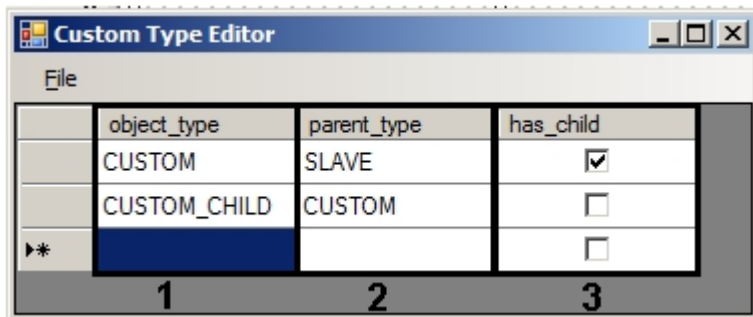 Custom Type Editor
File
object_type parent_type has_child
CUSTOM SLAVE
CUSTOM_CHILD CUSTOM
1 2 3